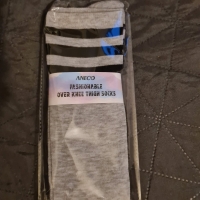 ANECO
FASHIONABLE
OVER KNEE THIGH SOCKS